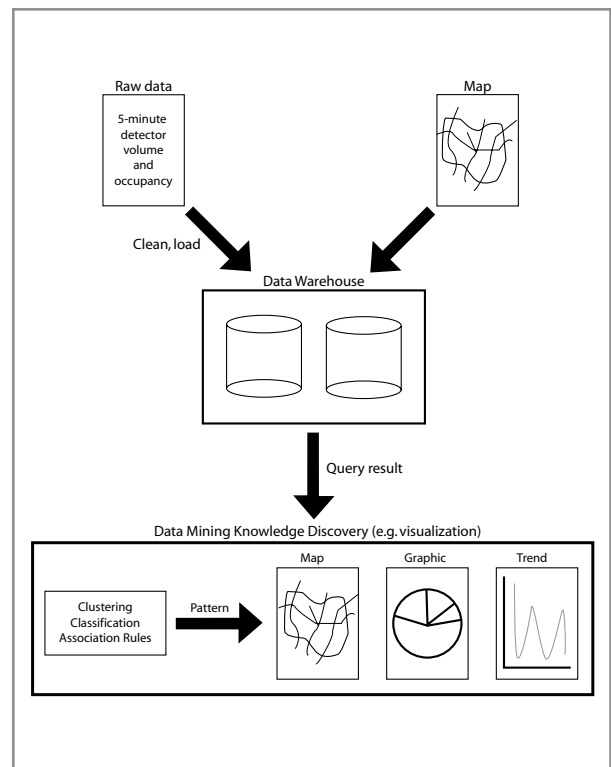 Raw data
Map
5-minute
detector
volume
and
occupancy
Clean, load
Data Warehouse
Query result
Data Mining Knowledge Discovery (e.g. visualization)
Map
Graphic
Trend
Clustering
Classification
Association Rules
Pattern